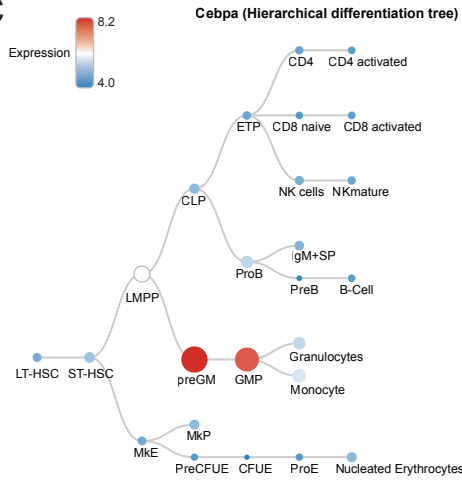 Cebpa (Hierarchical differentiation tree)
8.2
Expression
4.0
CD4 CD4 activated
ETP CD8 naive CD8 activated
NK cells NKmature
CLP
IgM+SP
ProB
PreB B-Cell
LMPP
Granulocytes
LT-HSC ST-HSC preGM GMP
Monocyte
MkP
MkE
PreCFUE CFUE ProE Nucleated Erythrocytes